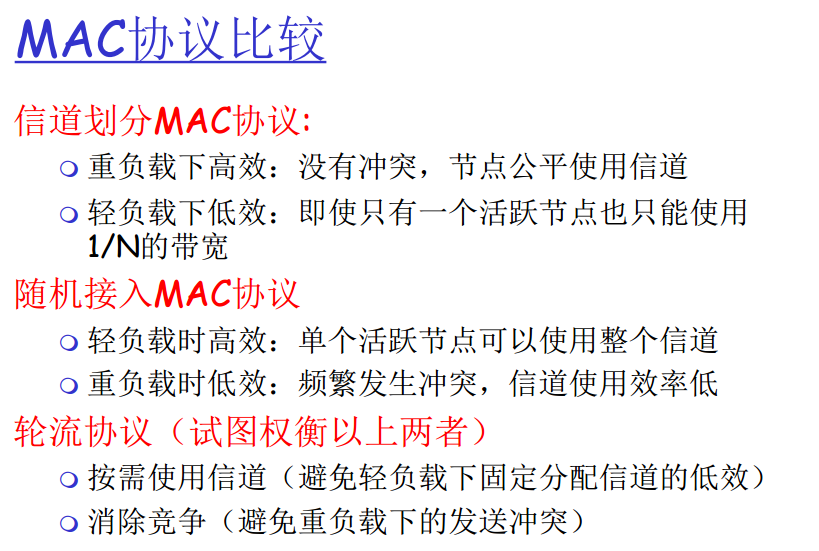 MAC协议比较
信道划分MAC协议:
重负载下高效：没有冲突，节点公平使用信道
轻负载下低效：即使只有一个活跃节点也只能使用
1/N的带宽
随机接入MAC协议
轻负载时高效：单个活跃节点可以使用整个信道
重负载时低效：频繁发生冲突，信道使用效率低
轮流协议（试图权衡以上两者）
按需使用信道（避免轻负载下固定分配信道的低效）
消除竞争（避免重负载下的发送冲突）